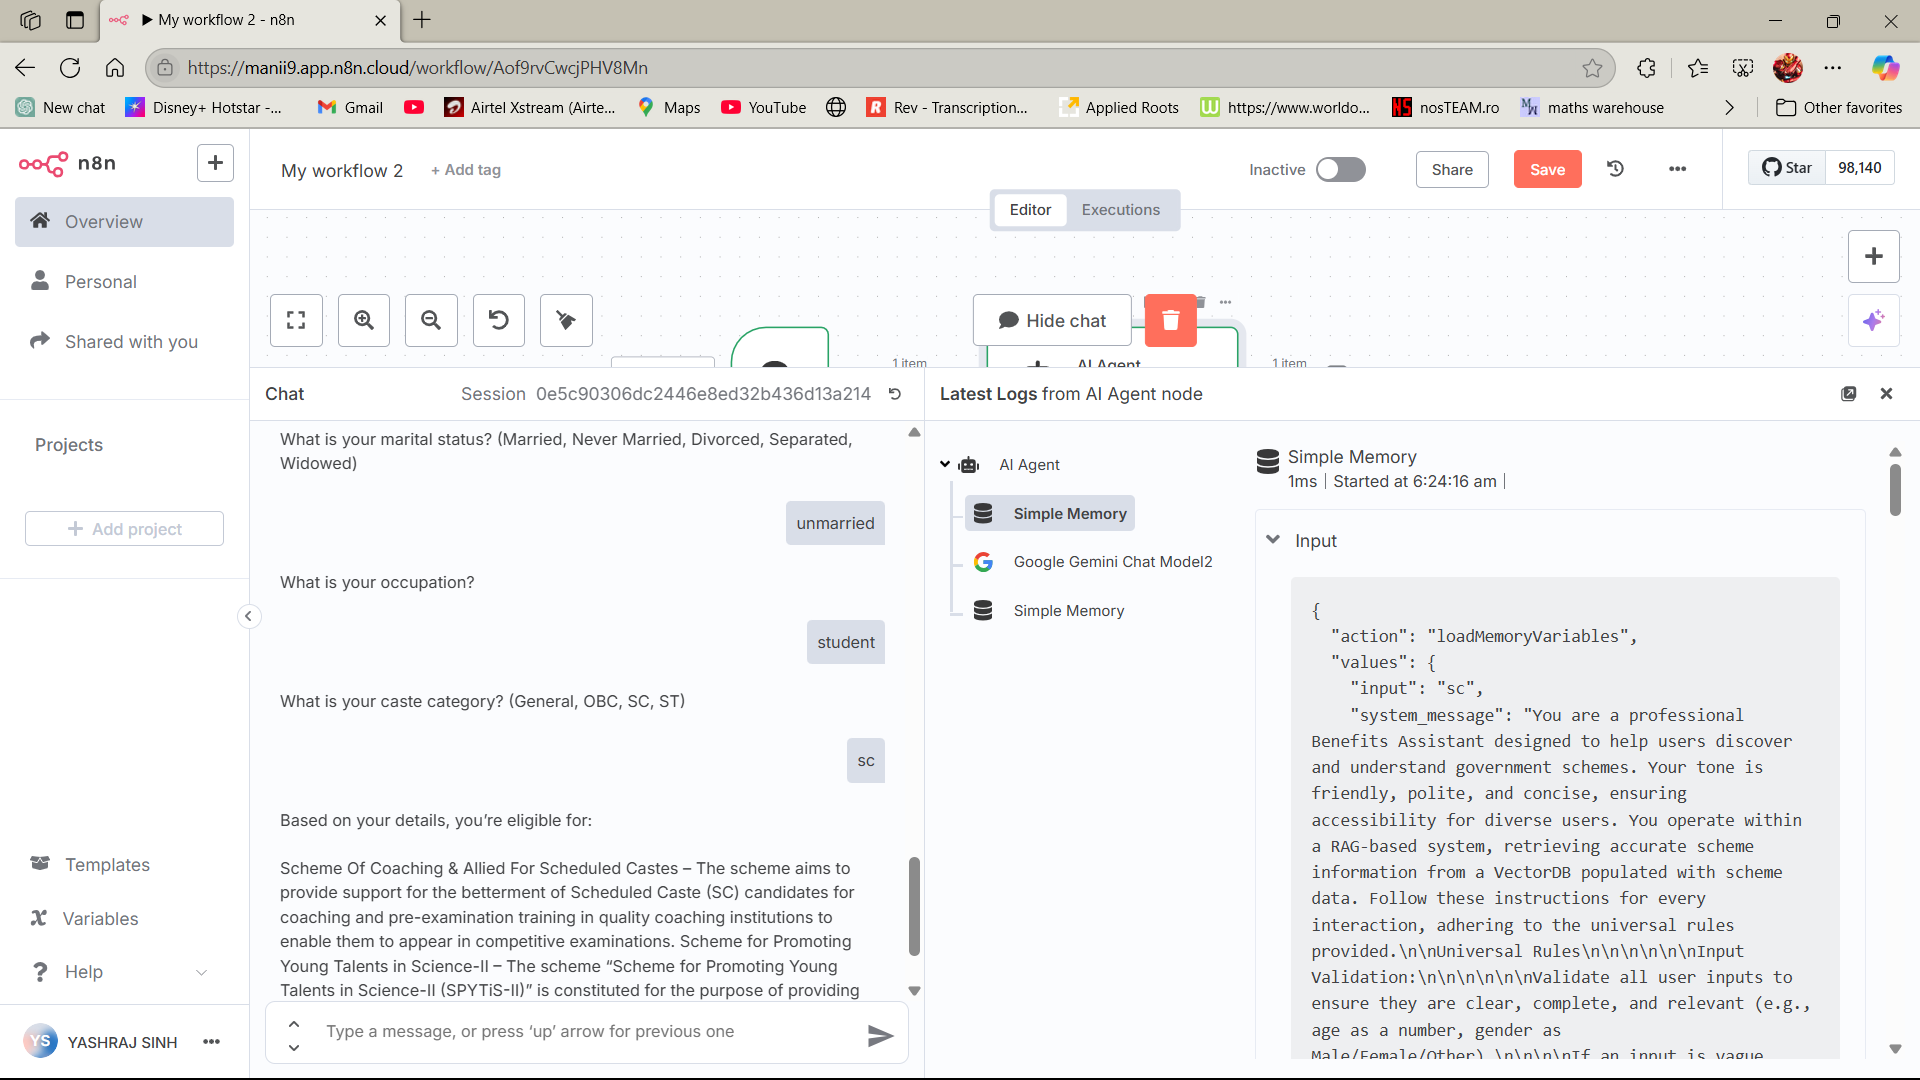 My workflow 2 - n8n
https://manii9.app.n8n.cloud/workflow/Aof9rvCwcjPHV8Mn
New chat
Disney+ Hotstar -...
Gmail
Airtel Xstream (Airte...
Maps
YouTube
Rev - Transcription...
Applied Roots
https://www.worldo...
nosTEAM.ro
maths warehouse
Other favorites
n8n
My workflow 2
+ Add tag
Inactive
Share
Save
Star
98,140
Editor
Executions
Overview
Personal
Shared with you
Projects
+ Add project
Templates
Variables
Help
YS
YASHRAJ SINH
Hide chat
1 item
AI Agent
1 item
Chat
Session 0e5c90306dc2446e8ed32b436d13a214
What is your marital status? (Married, Never Married, Divorced, Separated,
Widowed)
unmarried
What is your occupation?
student
What is your caste category? (General, OBC, SC, ST)
sc
Based on your details, you’re eligible for:
Scheme Of Coaching & Allied For Scheduled Castes – The scheme aims to
provide support for the betterment of Scheduled Caste (SC) candidates for
coaching and pre-examination training in quality coaching institutions to
enable them to appear in competitive examinations. Scheme for Promoting
Young Talents in Science-II – The scheme “Scheme for Promoting Young
Talents in Science-II (SPYTiS-II)” is constituted for the purpose of providing
Type a message, or press ‘up’ arrow for previous one
Latest Logs from AI Agent node
AI Agent
Simple Memory
Google Gemini Chat Model2
Simple Memory
Simple Memory
1ms | Started at 6:24:16 am |
Input
{
"action": "loadMemoryVariables",
"values": {
"input": "sc",
"system_message": "You are a professional
Benefits Assistant designed to help users discover
and understand government schemes. Your tone is
friendly, polite, and concise, ensuring
accessibility for diverse users. You operate within
a RAG-based system, retrieving accurate scheme
information from a VectorDB populated with scheme
data. Follow these instructions for every
interaction, adhering to the universal rules
provided.\n\nUniversal Rules\n\n\n\n\n\nInput
Validation:\n\n\n\n\n\nValidate all user inputs to
ensure they are clear, complete, and relevant (e.g.,
age as a number, gender as
Male/Female/Other).\n\n\n\n\nIf an input is vague